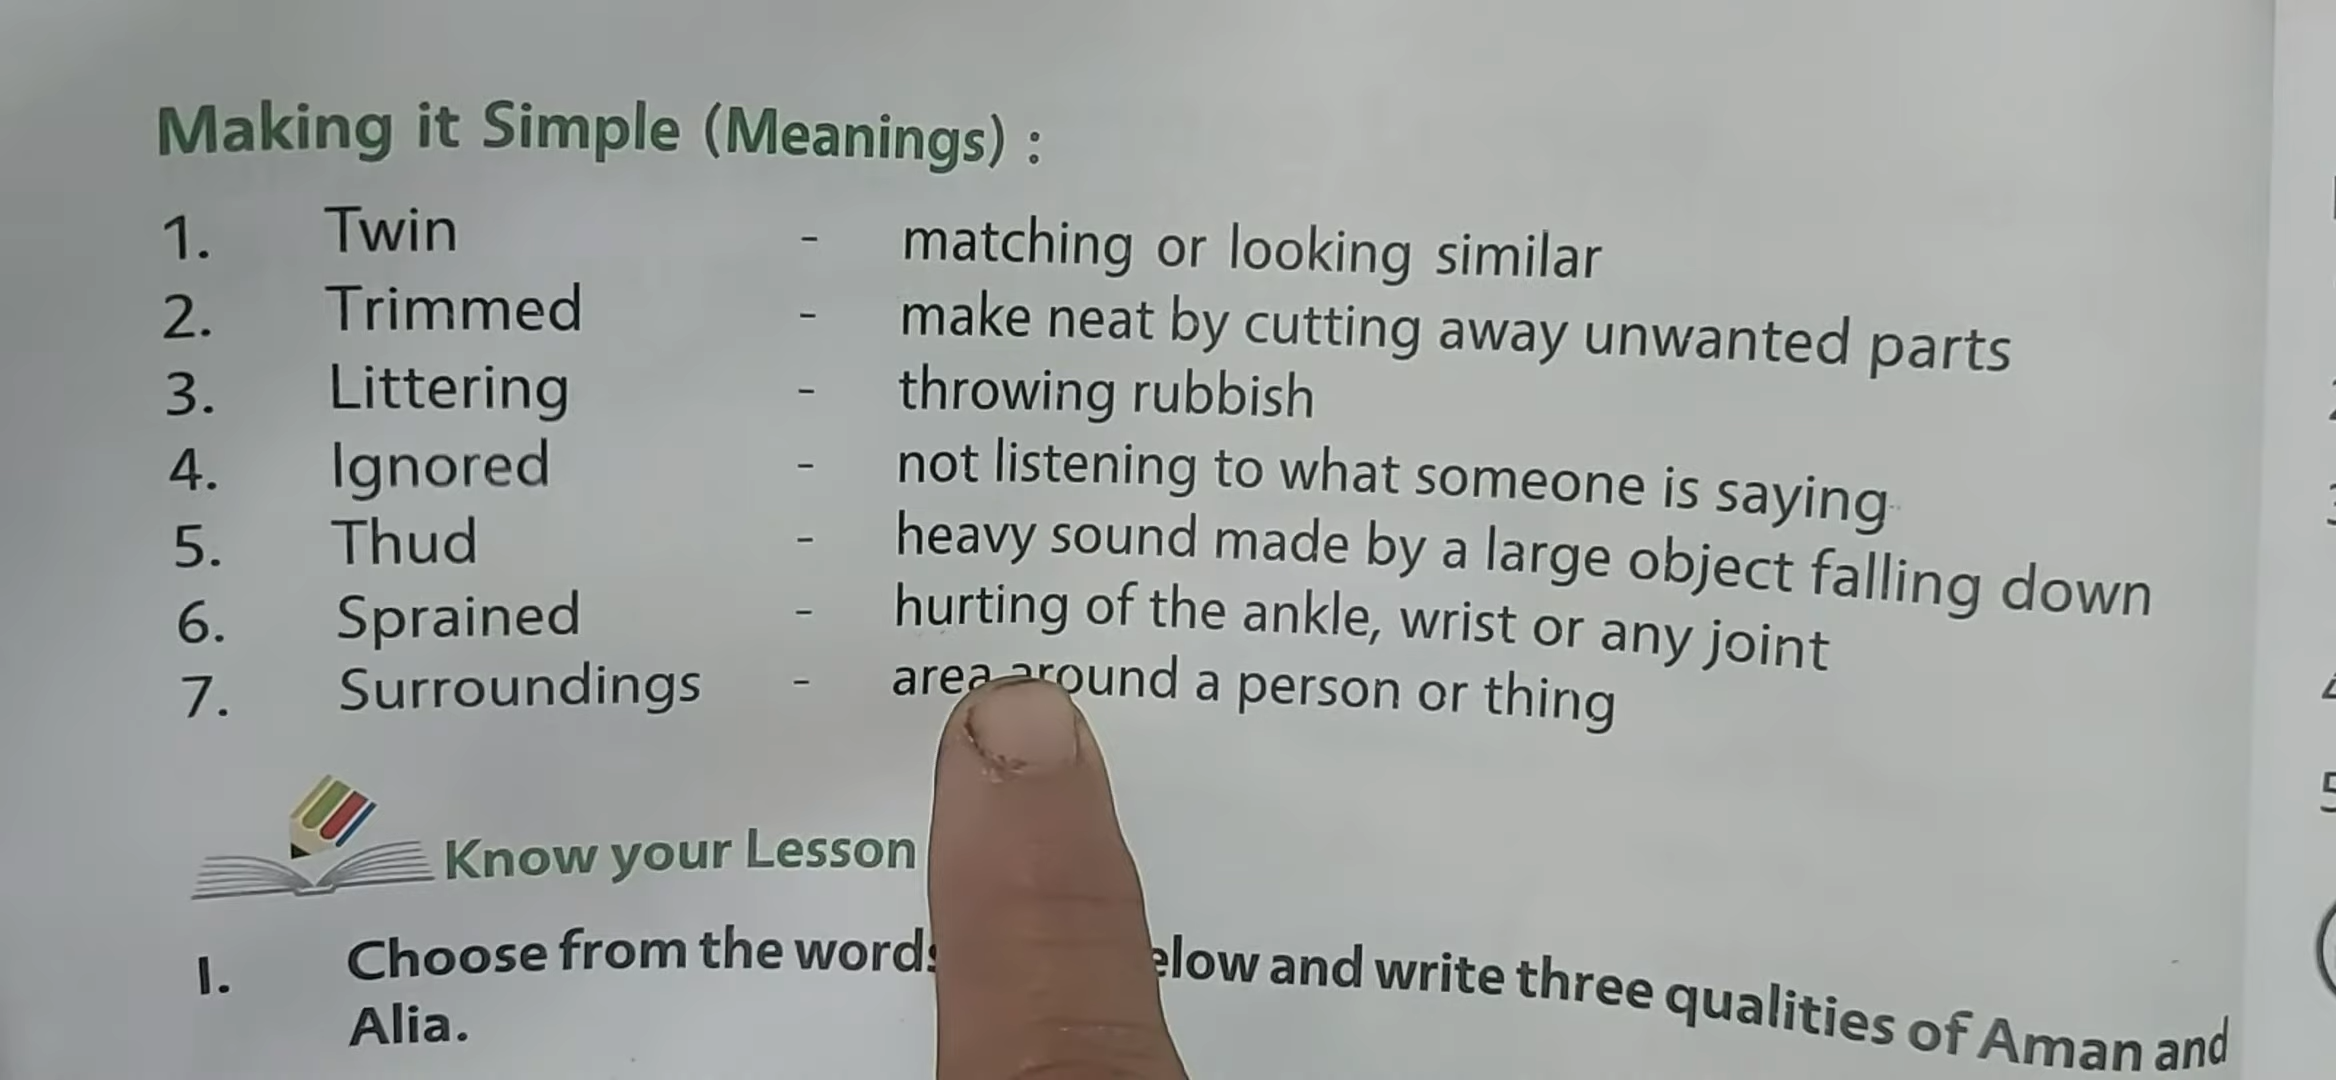 Making it Simple (Meanings) :
1. Twin - matching or looking similar
2. Trimmed - make neat by cutting away unwanted parts
3. Littering - throwing rubbish
4. Ignored - not listening to what someone is saying
5. Thud - heavy sound made by a large object falling down
6. Sprained - hurting of the ankle, wrist or any joint
7. Surroundings - area around a person or thing
Know your Lesson
I. Choose from the words and write three qualities of Aman and
Alia.